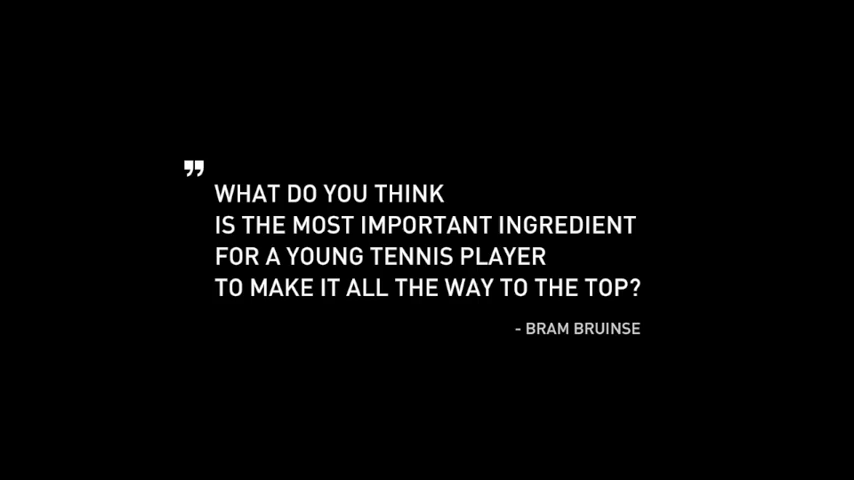 ”
WHAT DO YOU THINK
IS THE MOST IMPORTANT INGREDIENT
FOR A YOUNG TENNIS PLAYER
TO MAKE IT ALL THE WAY TO THE TOP?
- BRAM BRUINSE